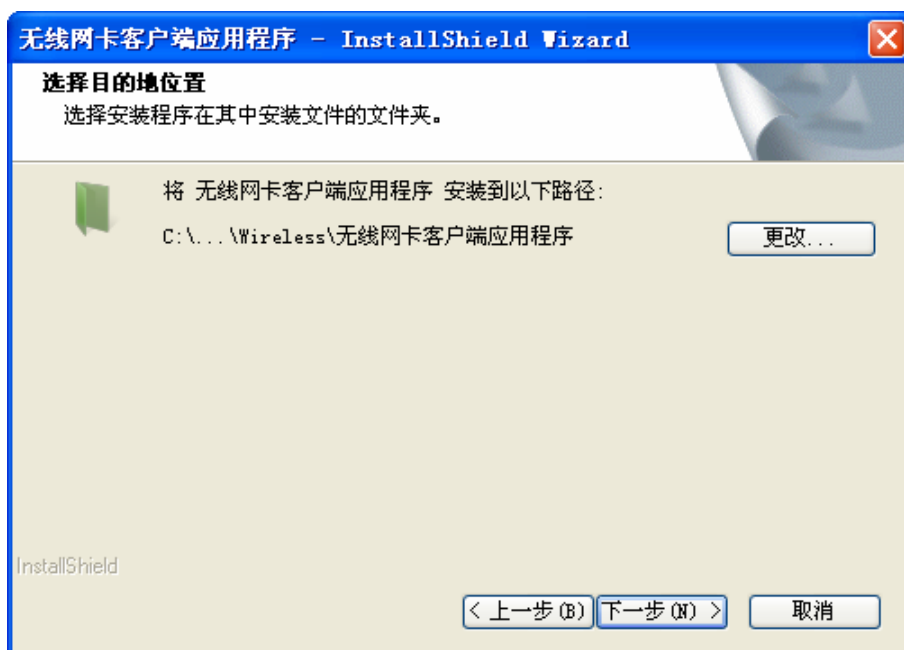 无线网卡客户端应用程序 - InstallShield Wizard
选择目的地位置
选择安装程序在其中安装文件的文件夹。
将 无线网卡客户端应用程序 安装到以下路径:
C:\...\Wireless\无线网卡客户端应用程序
更改...
InstallShield
< 上一步(B) 下一步(N) > 取消